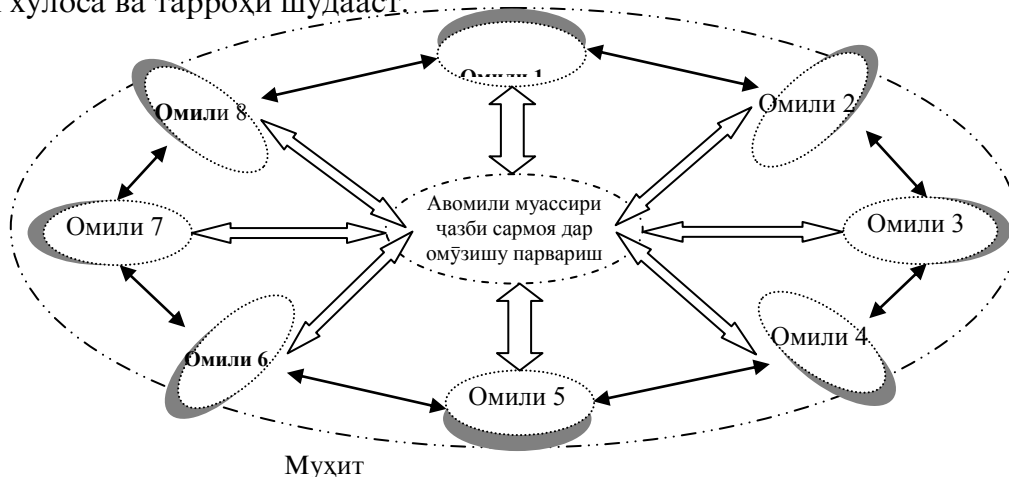 хулоса ва тарроҳӣ шудааст.
Омили 1
Омили 8
Омили 2
Авомили муассири
ҷазби сармоя дар
омӯзишу парвариш
Омили 7
Омили 3
Омили 6
Омили 4
Омили 5
Муҳит